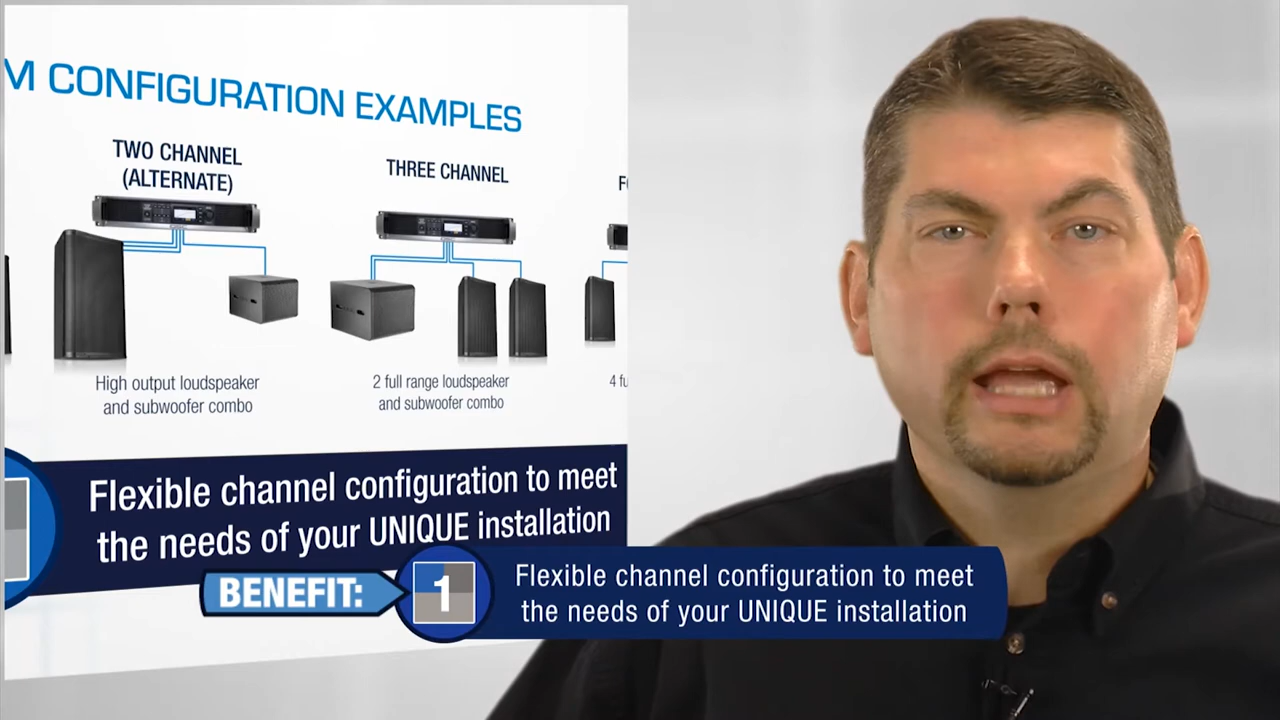 M CONFIGURATION EXAMPLES
TWO CHANNEL
(ALTERNATE)
THREE CHANNEL
High output loudspeaker
and subwoofer combo
2 full range loudspeaker
and subwoofer combo
4 fu
Flexible channel configuration to meet
the needs of your UNIQUE installation
BENEFIT:
1
Flexible channel configuration to meet
the needs of your UNIQUE installation